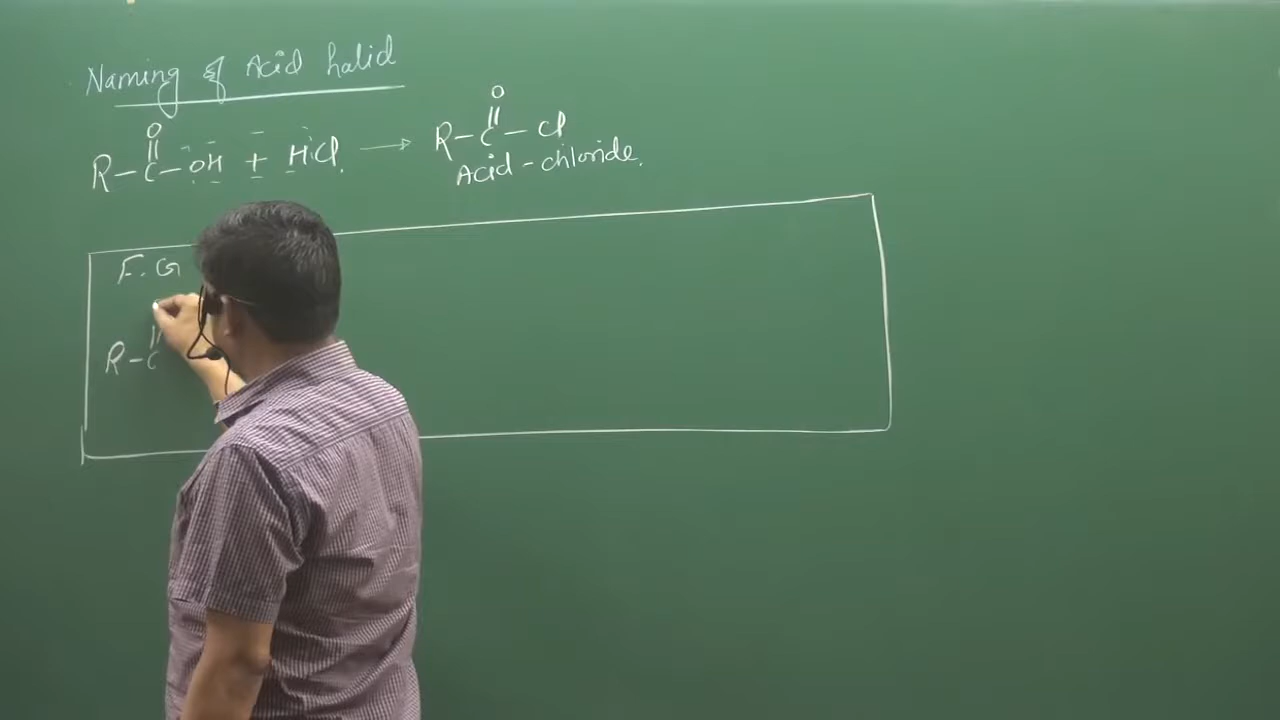 Naming of Acid halid
O
O
R–C–OH + HCl. → R–C–Cl
Acid-chloride.
F.G
R–C